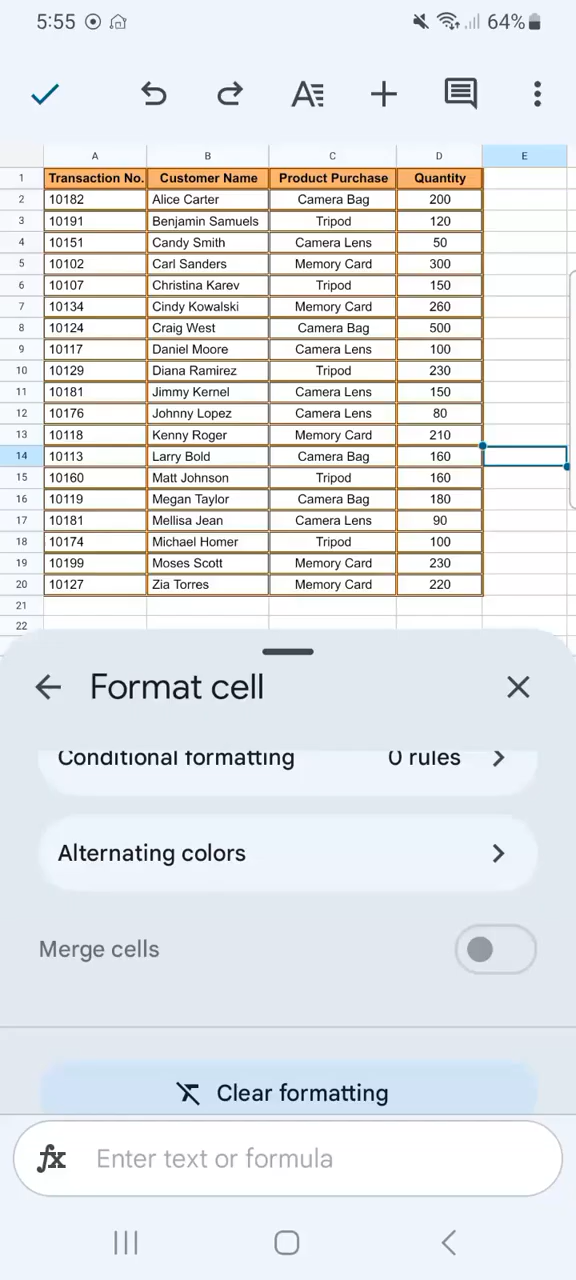 5:55 64%
A B C D E
1 Transaction No. Customer Name Product Purchase Quantity
2 10182 Alice Carter Camera Bag 200
3 10191 Benjamin Samuels Tripod 120
4 10151 Candy Smith Camera Lens 50
5 10102 Carl Sanders Memory Card 300
6 10107 Christina Karev Tripod 150
7 10134 Cindy Kowalski Memory Card 260
8 10124 Craig West Camera Bag 500
9 10117 Daniel Moore Camera Lens 100
10 10129 Diana Ramirez Tripod 230
11 10181 Jimmy Kernel Camera Lens 150
12 10176 Johnny Lopez Camera Lens 80
13 10118 Kenny Roger Memory Card 210
14 10113 Larry Bold Camera Bag 160
15 10160 Matt Johnson Tripod 160
16 10119 Megan Taylor Camera Bag 180
17 10181 Mellisa Jean Camera Lens 90
18 10174 Michael Homer Tripod 100
19 10199 Moses Scott Memory Card 230
20 10127 Zia Torres Memory Card 220
21
22
Format cell
Conditional formatting 0 rules
Alternating colors
Merge cells
Clear formatting
fx Enter text or formula